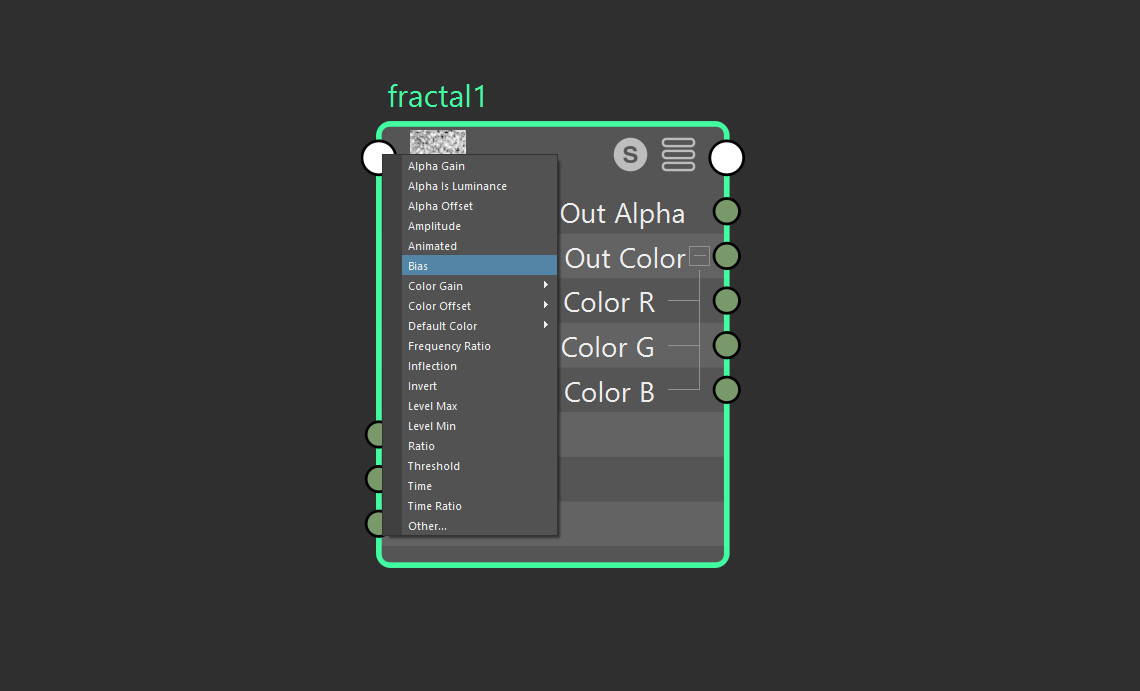 fractal1
S
Alpha Gain
Alpha Is Luminance
Alpha Offset
Amplitude
Animated
Bias
Color Gain
Color Offset
Default Color
Frequency Ratio
Inflection
Invert
Level Max
Level Min
Ratio
Threshold
Time
Time Ratio
Other...
Out Alpha
Out Color
Color R
Color G
Color B